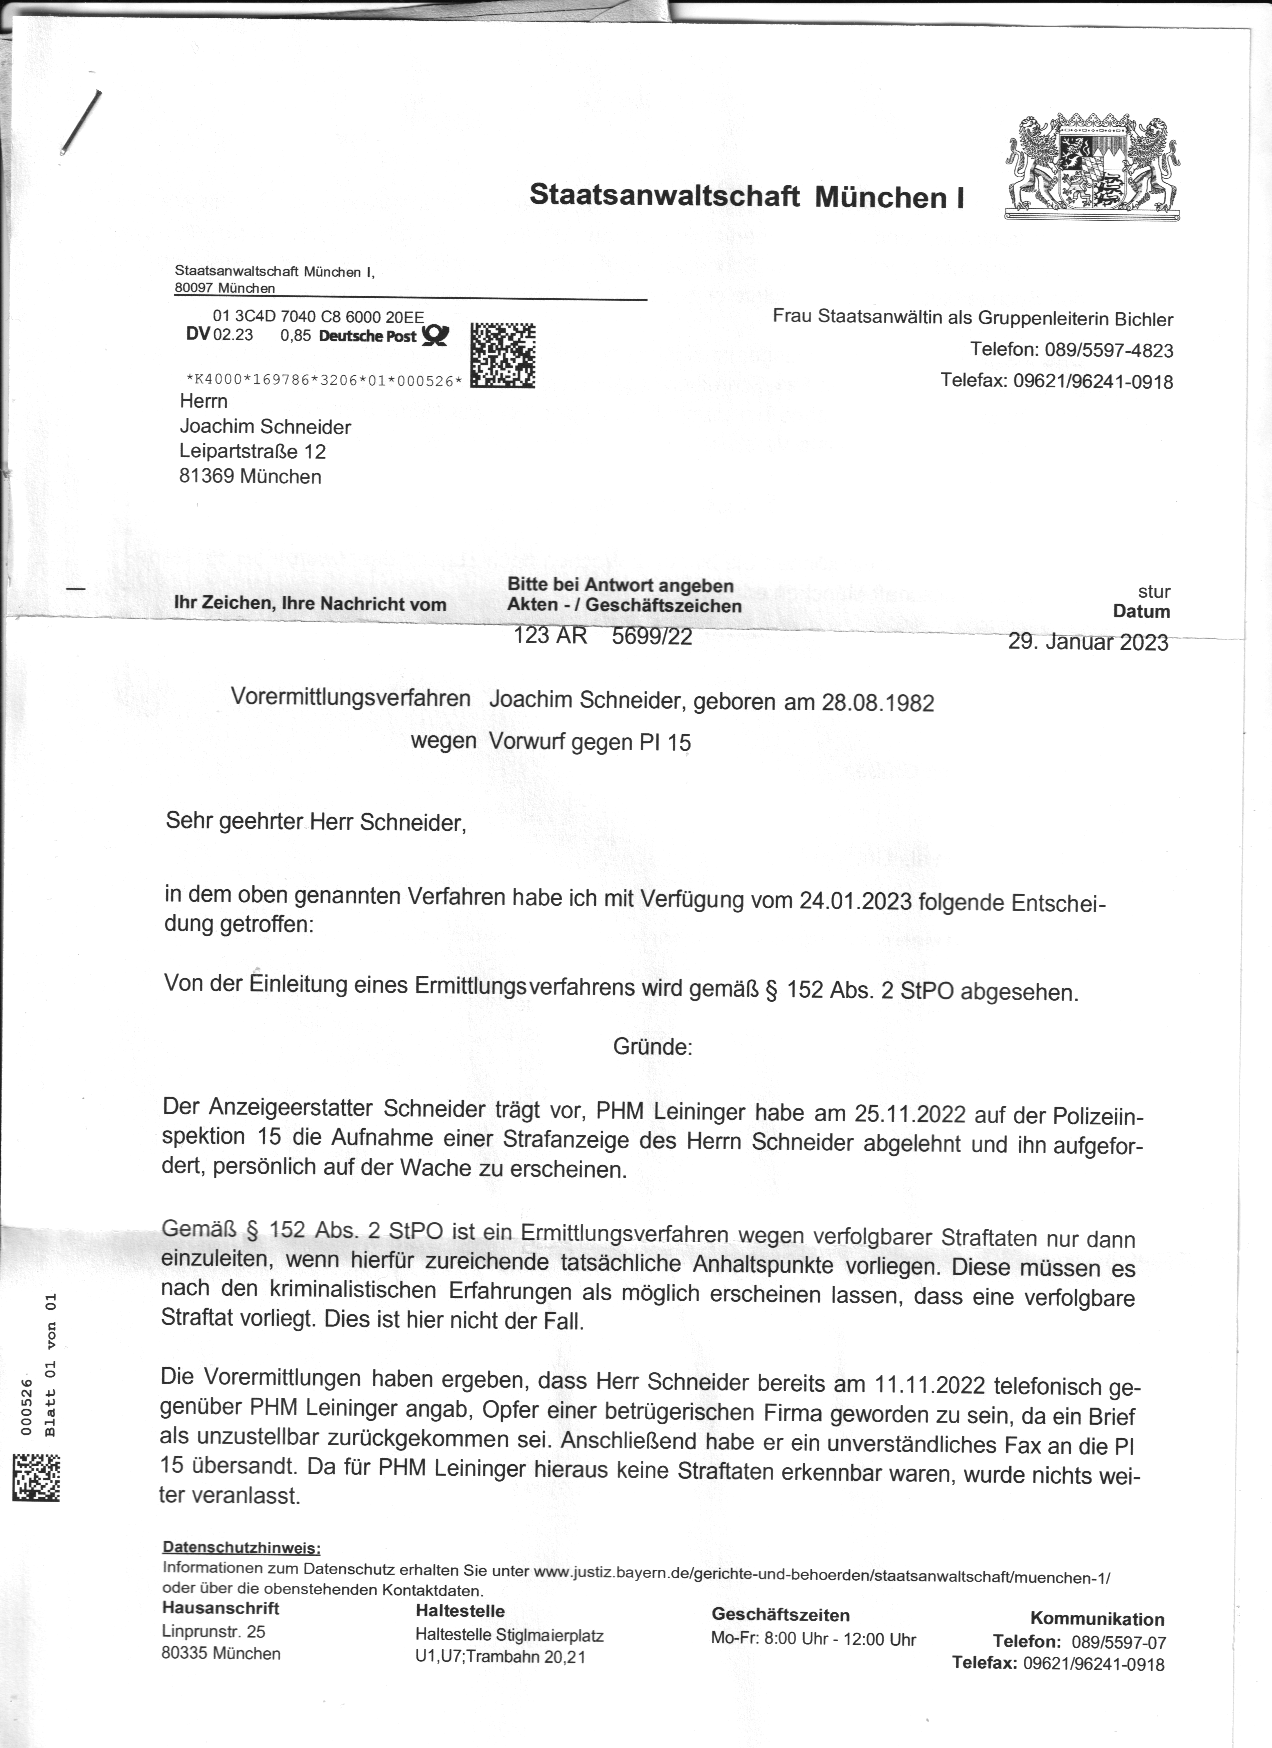 Staatsanwaltschaft München I
Staatsanwaltschaft München I,
80097 München
01 3C4D 7040 C8 6000 20EE
DV 02.23 0,85 Deutsche Post
*K4000*169786*3206*01*000526*
Herrn
Joachim Schneider
Leipartstraße 12
81369 München
Frau Staatsanwältin als Gruppenleiterin Bichler
Telefon: 089/5597-4823
Telefax: 09621/96241-0918
Ihr Zeichen, Ihre Nachricht vom
Bitte bei Antwort angeben
Akten - / Geschäftszeichen
123 AR 5699/22
stur
Datum
29. Januar 2023
Vorermittlungsverfahren Joachim Schneider, geboren am 28.08.1982
wegen Vorwurf gegen PI 15
Sehr geehrter Herr Schneider,
in dem oben genannten Verfahren habe ich mit Verfügung vom 24.01.2023 folgende Entschei-
dung getroffen:
Von der Einleitung eines Ermittlungsverfahrens wird gemäß § 152 Abs. 2 StPO abgesehen.
Gründe:
Der Anzeigeerstatter Schneider trägt vor, PHM Leininger habe am 25.11.2022 auf der Polizeiin-
spektion 15 die Aufnahme einer Strafanzeige des Herrn Schneider abgelehnt und ihn aufgefor-
dert, persönlich auf der Wache zu erscheinen.
Gemäß § 152 Abs. 2 StPO ist ein Ermittlungsverfahren wegen verfolgbarer Straftaten nur dann
einzuleiten, wenn hierfür zureichende tatsächliche Anhaltspunkte vorliegen. Diese müssen es
nach den kriminalistischen Erfahrungen als möglich erscheinen lassen, dass eine verfolgbare
Straftat vorliegt. Dies ist hier nicht der Fall.
Die Vorermittlungen haben ergeben, dass Herr Schneider bereits am 11.11.2022 telefonisch ge-
genüber PHM Leininger angab, Opfer einer betrügerischen Firma geworden zu sein, da ein Brief
als unzustellbar zurückgekommen sei. Anschließend habe er ein unverständliches Fax an die PI
15 übersandt. Da für PHM Leininger hieraus keine Straftaten erkennbar waren, wurde nichts wei-
ter veranlasst.
000526
Blatt 01 von 01
Datenschutzhinweis:
Informationen zum Datenschutz erhalten Sie unter www.justiz.bayern.de/gerichte-und-behoerden/staatsanwaltschaft/muenchen-1/
oder über die obenstehenden Kontaktdaten.
Hausanschrift
Linprunstr. 25
80335 München
Haltestelle
Haltestelle Stiglmaierplatz
U1,U7;Trambahn 20,21
Geschäftszeiten
Mo-Fr: 8:00 Uhr - 12:00 Uhr
Kommunikation
Telefon: 089/5597-07
Telefax: 09621/96241-0918